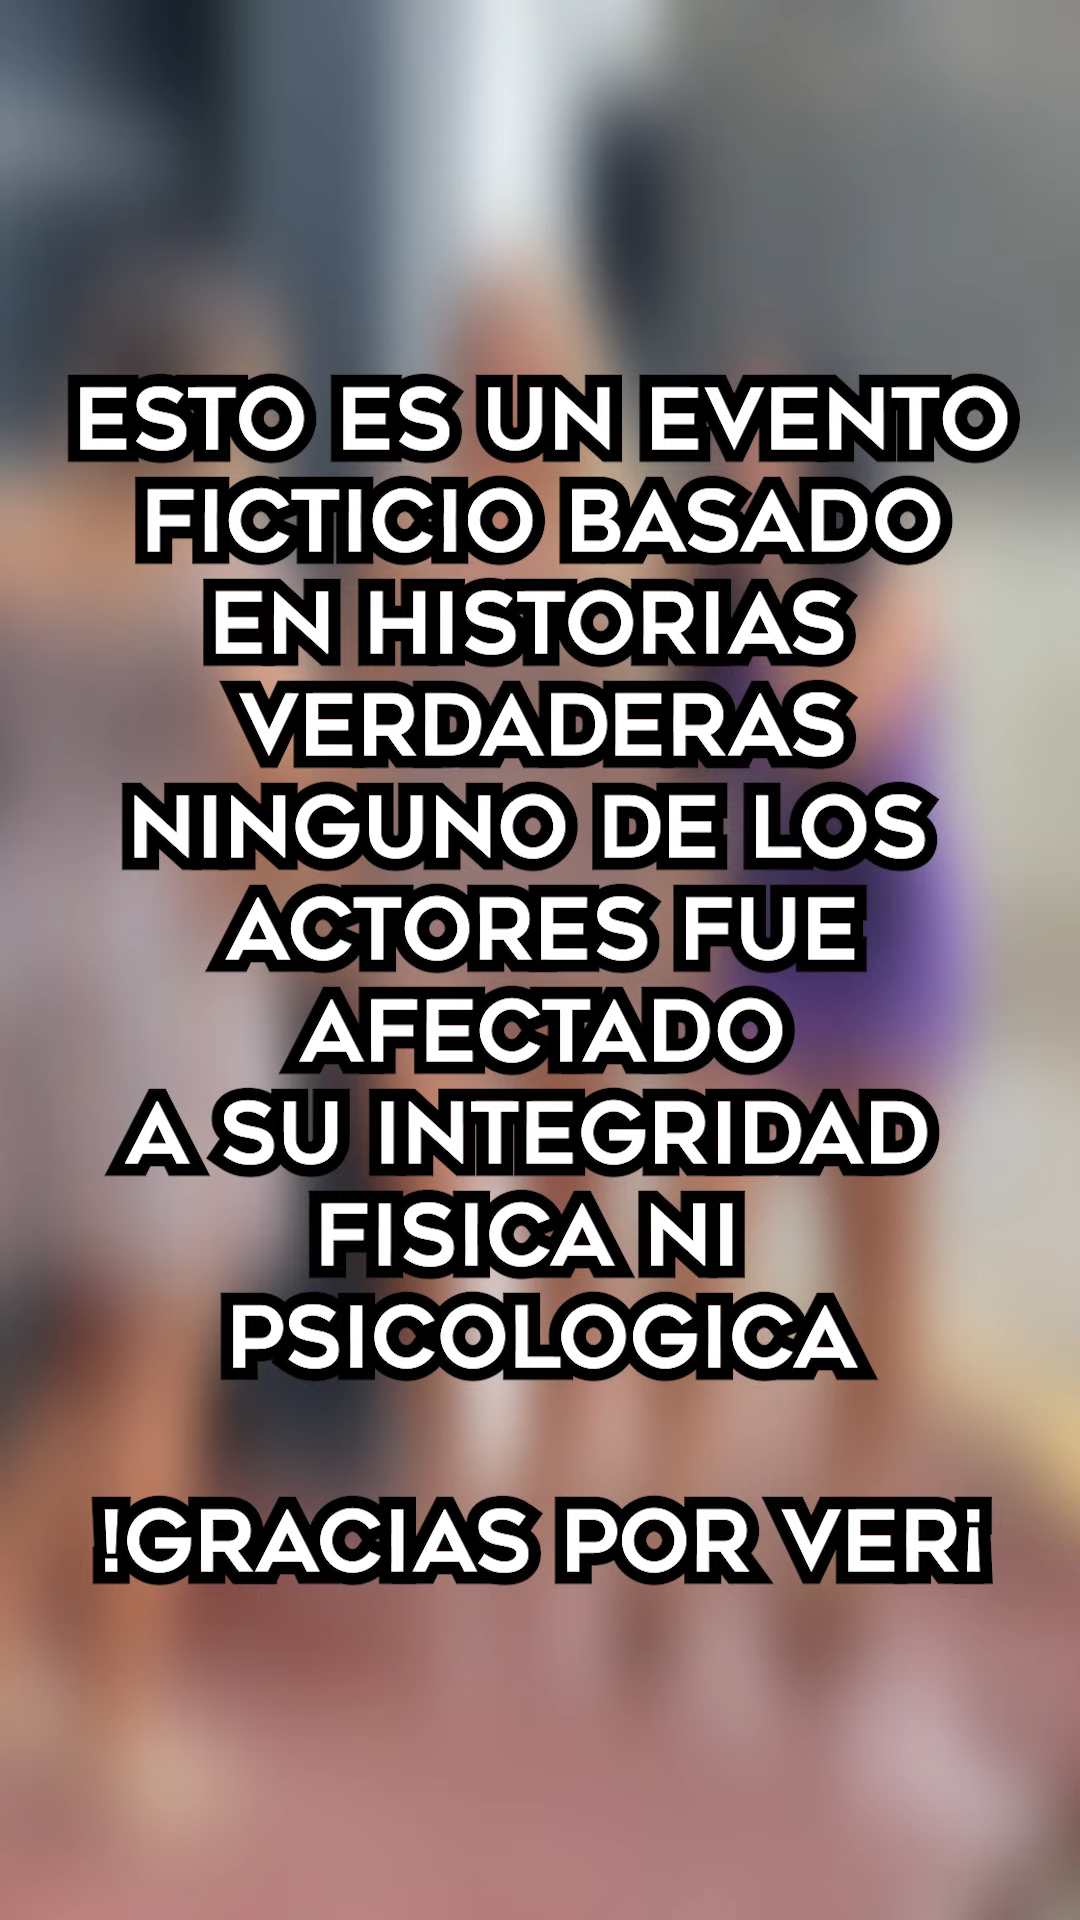 ESTO ES UN EVENTO
FICTICIO BASADO
EN HISTORIAS
VERDADERAS
NINGUNO DE LOS
ACTORES FUE
AFECTADO
A SU INTEGRIDAD
FISICA NI
PSICOLOGICA
!GRACIAS POR VER¡